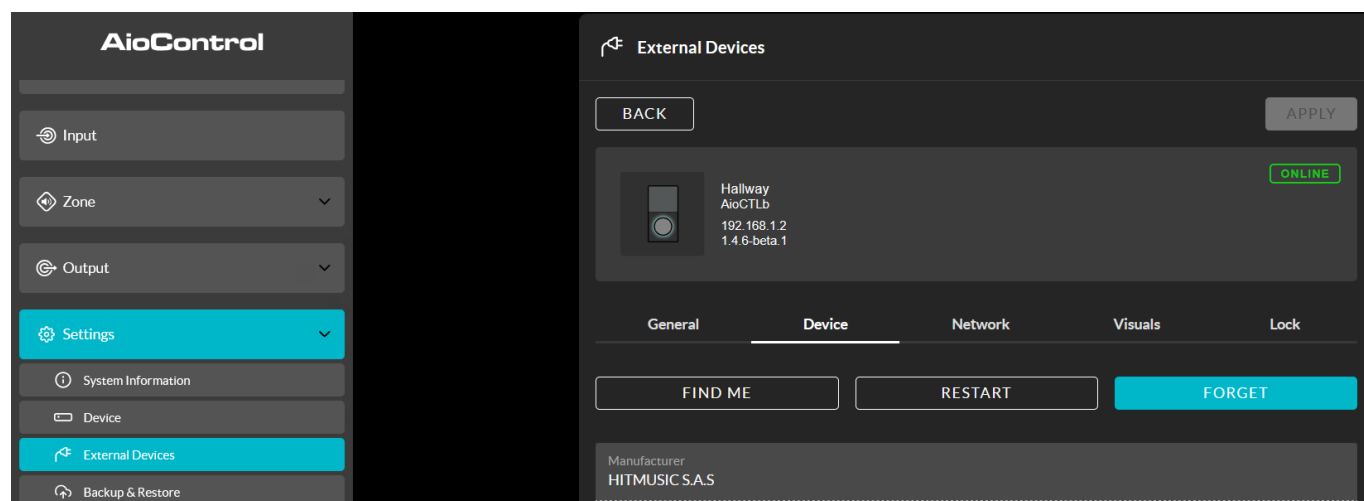 AioControl
Input
Zone
Output
Settings
System Information
Device
External Devices
Backup & Restore
External Devices
BACK
APPLY
Hallway
AioCTLb
192.168.1.2
1.4.6-beta.1
ONLINE
General Device Network Visuals Lock
FIND ME RESTART FORGET
Manufacturer
HITMUSIC S.A.S